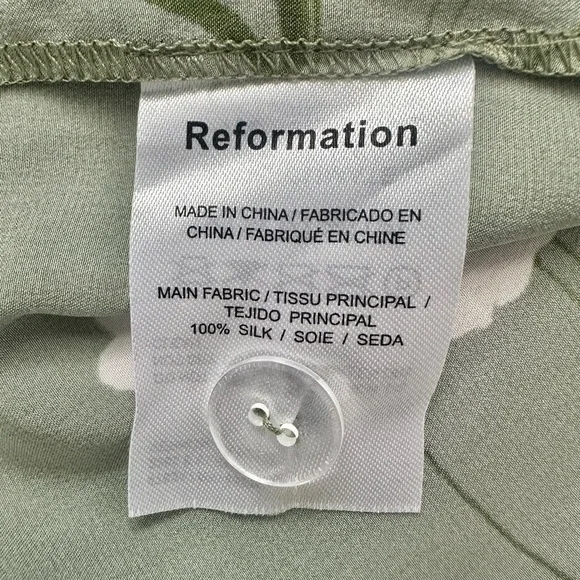 Reformation
MADE IN CHINA / FABRICADO EN
CHINA / FABRIQUÉ EN CHINE
MAIN FABRIC / TISSU PRINCIPAL /
TEJIDO PRINCIPAL
100% SILK / SOIE / SEDA